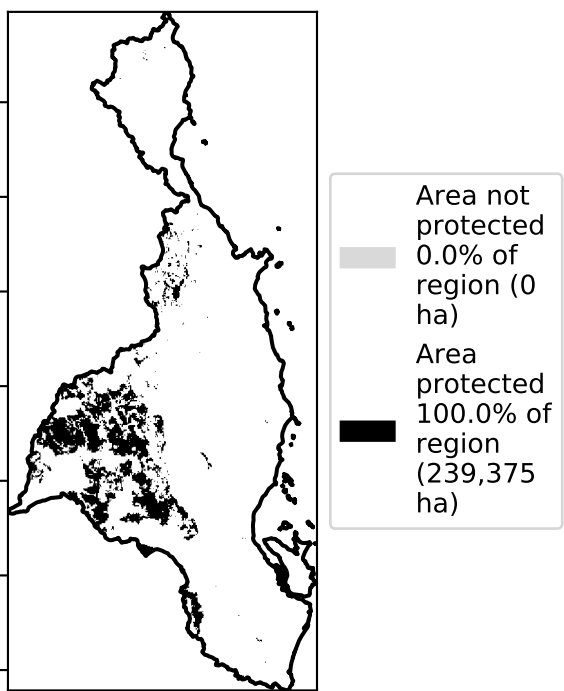 Area not
protected
0.0% of
region (0
ha)
Area
protected
100.0% of
region
(239,375
ha)